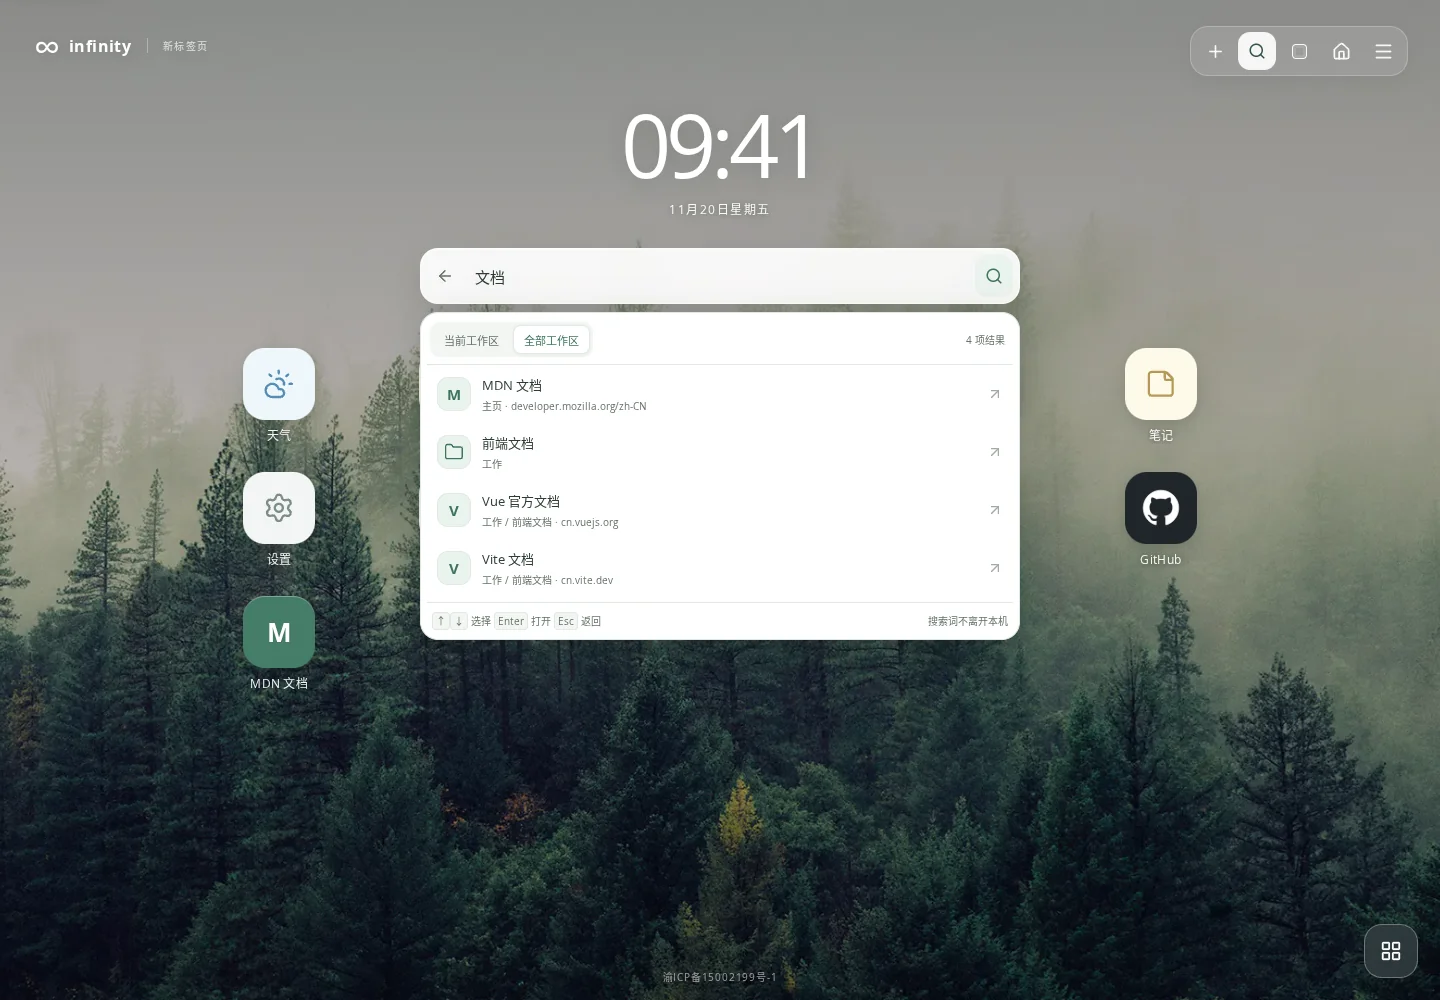 infinity
新标签页
09:41
11月20日星期五
文档
当前工作区
全部工作区
4 项结果
M
MDN 文档
主页 · developer.mozilla.org/zh-CN
前端文档
工作
V
Vue 官方文档
工作 / 前端文档 · cn.vuejs.org
V
Vite 文档
工作 / 前端文档 · cn.vite.dev
↑ ↓ 选择 Enter 打开 Esc 返回
搜索词不离开本机
天气
设置
M
MDN 文档
笔记
GitHub
渝ICP备15002199号-1